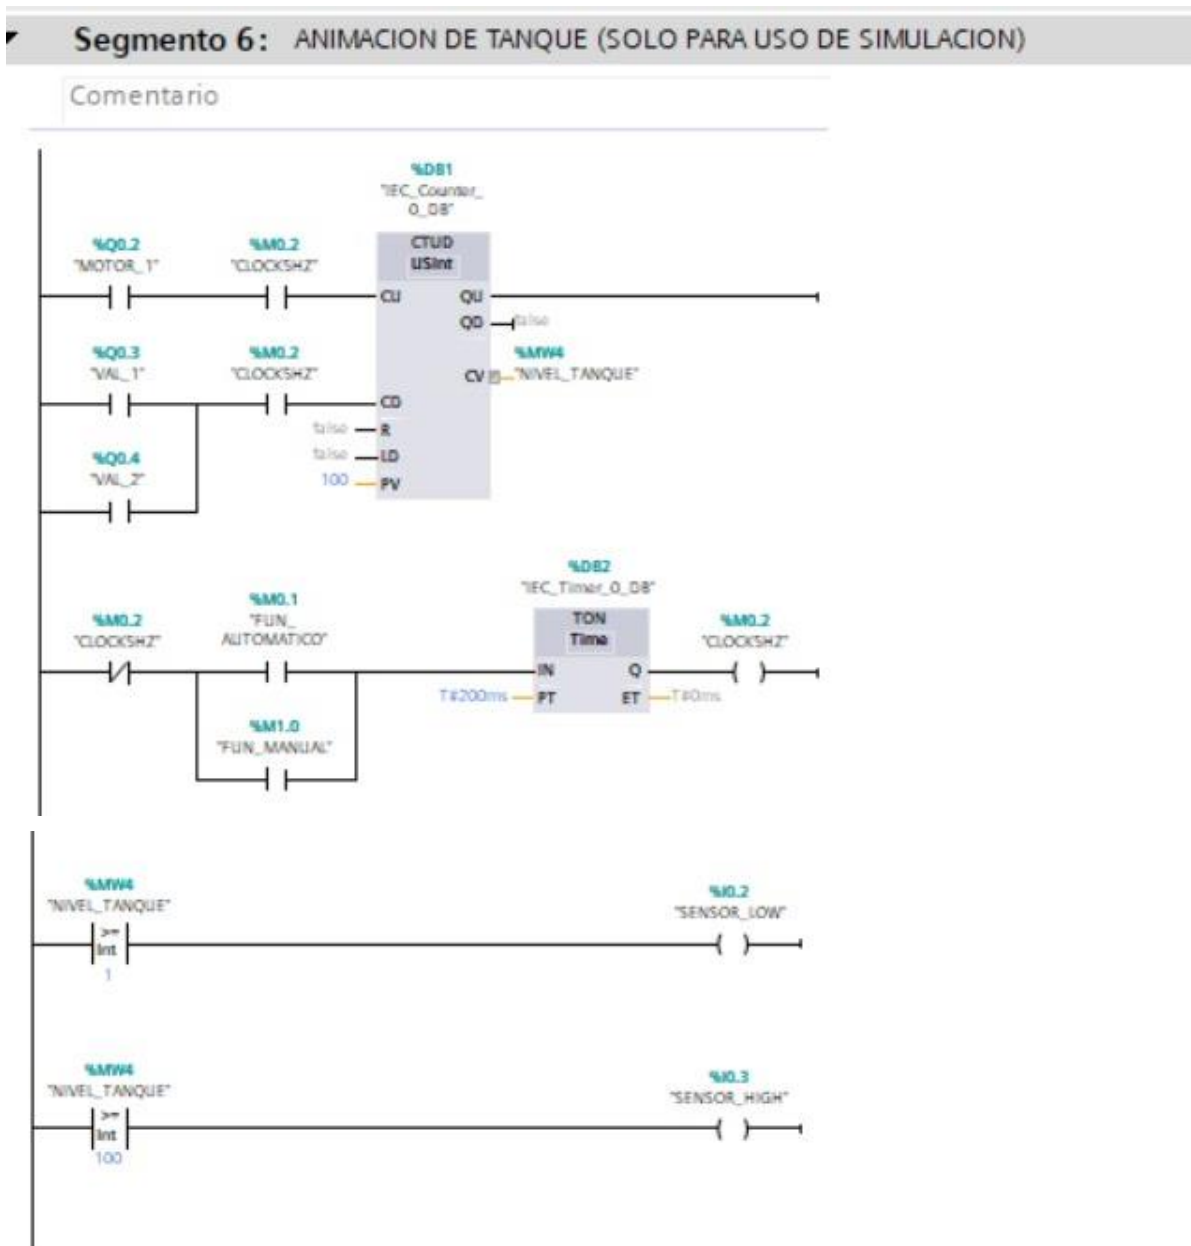 Segmento 6: ANIMACION DE TANQUE (SOLO PARA USO DE SIMULACION)
Comentario
%DB1
"IEC_Counter_
0_DB"
%Q0.2
"MOTOR_1"
%M0.2
"CLOCK5HZ"
CTUD
USInt
CU
QU
QD
false
%Q0.3
"VAL_1"
%M0.2
"CLOCK5HZ"
%MW4
CV
"NIVEL_TANQUE"
CD
false
R
false
LD
100
PV
%Q0.4
"VAL_2"
%DB2
"IEC_Timer_0_DB"
%M0.2
"CLOCK5HZ"
%M0.1
"FUN_
AUTOMATICO"
TON
Time
%M0.2
"CLOCK5HZ"
IN
Q
T#200ms
PT
ET
T#0ms
%M1.0
"FUN_MANUAL"
%MW4
"NIVEL_TANQUE"
>=
Int
1
%I0.2
"SENSOR_LOW"
%MW4
"NIVEL_TANQUE"
>=
Int
100
%I0.3
"SENSOR_HIGH"